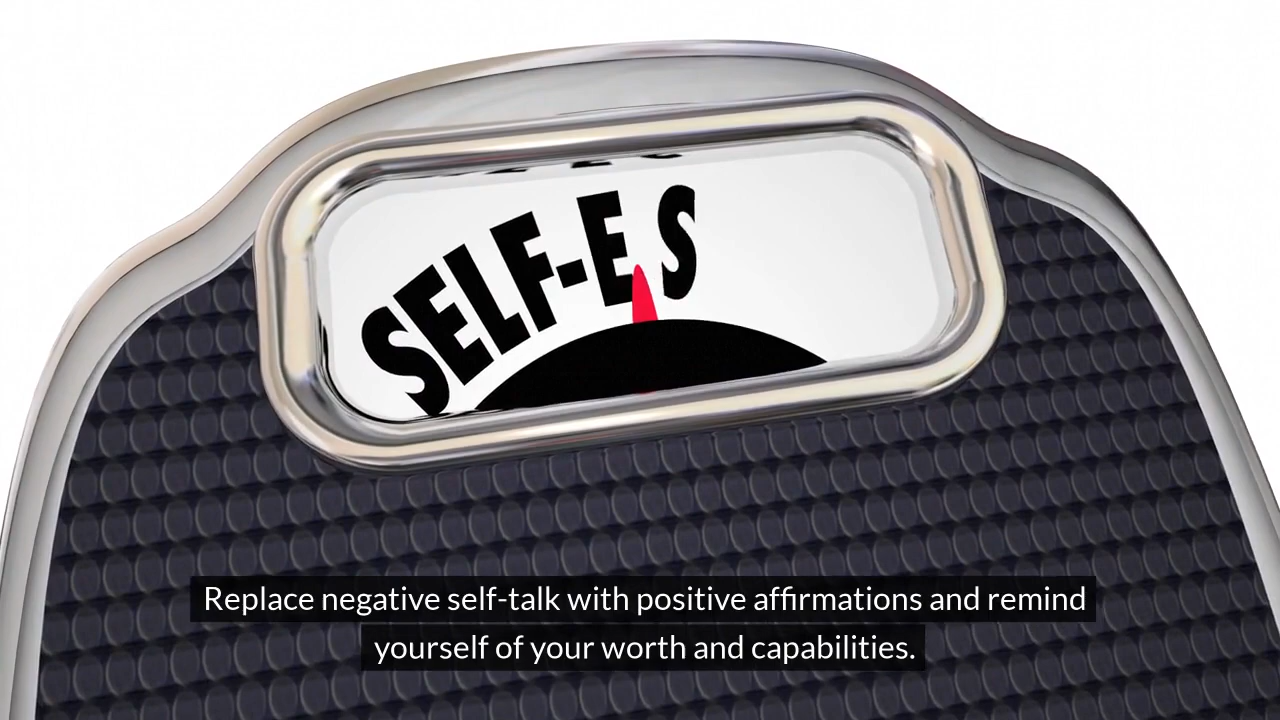 SELF-E S
Replace negative self-talk with positive affirmations and remind
yourself of your worth and capabilities.